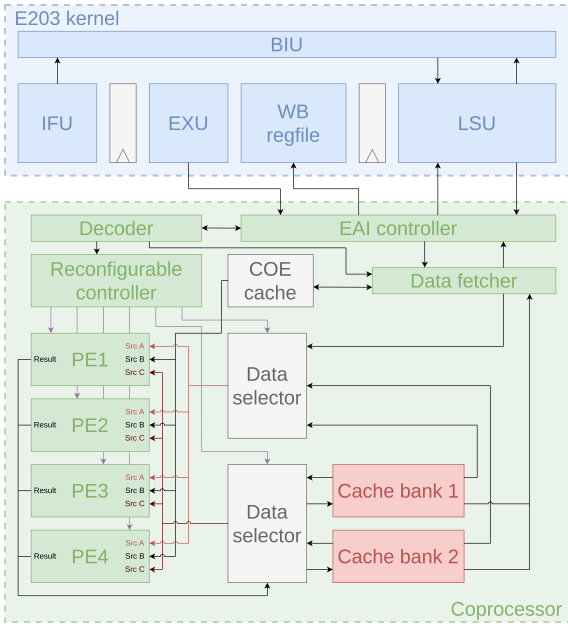 E203 kernel
BIU
IFU
EXU
WB
regfile
LSU
Decoder
EAI controller
Reconfigurable
controller
COE
cache
Data fetcher
Result
PE1
Src A
Src B
Src C
Data
selector
PE2
Result
Src A
Src B
Src C
Result
PE3
Src A
Src B
Src C
Data
selector
Cache bank 1
Result
PE4
Src A
Src B
Src C
Cache bank 2
Coprocessor